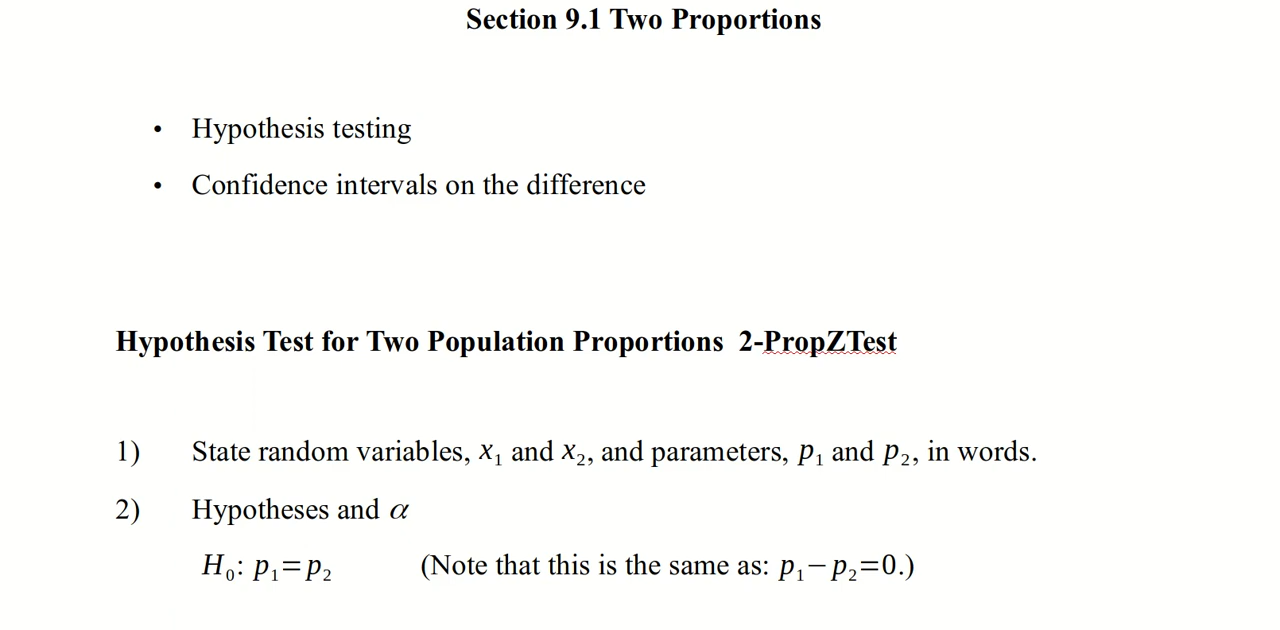 Section 9.1 Two Proportions
• Hypothesis testing
• Confidence intervals on the difference
Hypothesis Test for Two Population Proportions 2-PropZTest
1) State random variables, x₁ and x₂, and parameters, p₁ and p₂, in words.
2) Hypotheses and α
H₀: p₁=p₂ (Note that this is the same as: p₁−p₂=0.)